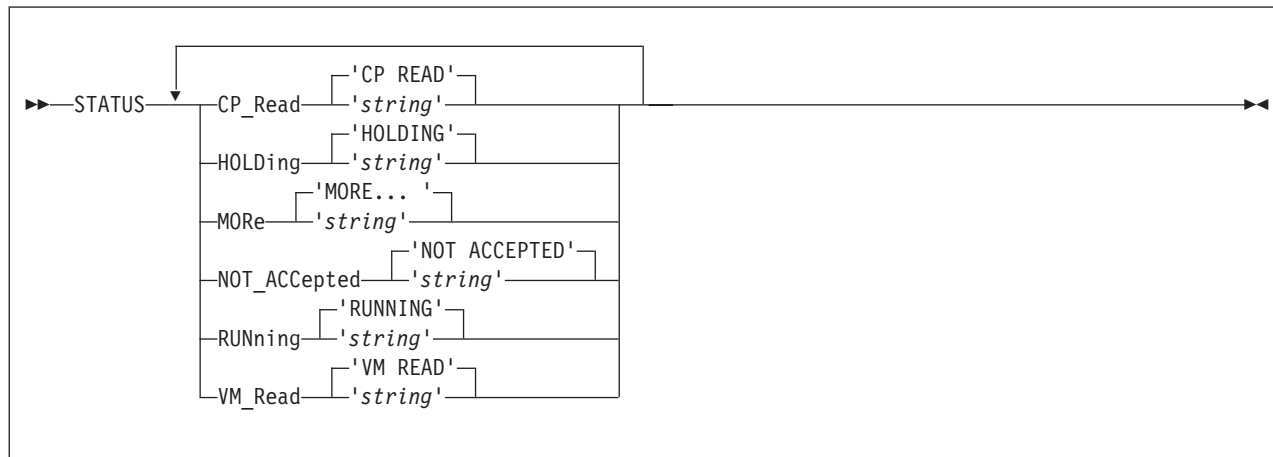 'CP READ'
STATUS CP_Read 'string'
'HOLDING'
HOLDing 'string'
'MORE... '
MORe 'string'
'NOT ACCEPTED'
NOT_ACCepted 'string'
'RUNNING'
RUNning 'string'
'VM READ'
VM_Read 'string'